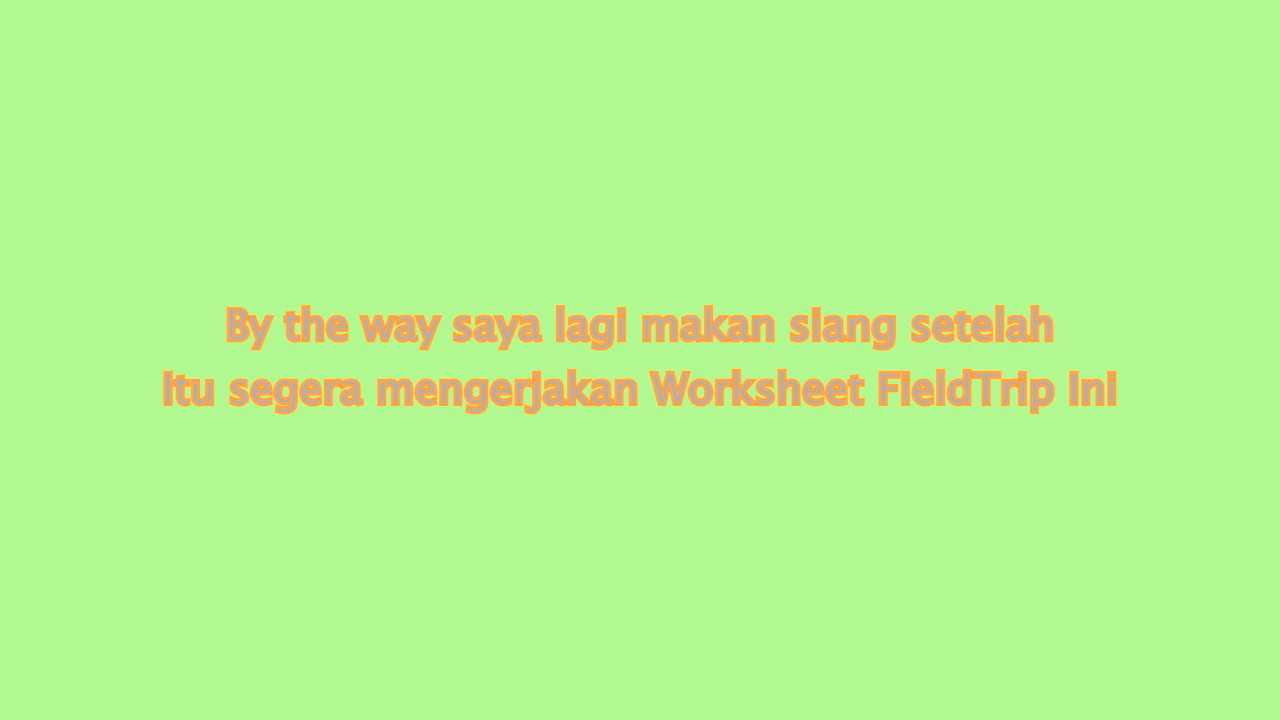 By the way saya lagi makan siang setelah
Itu segera mengerjakan Worksheet FieldTrip Ini